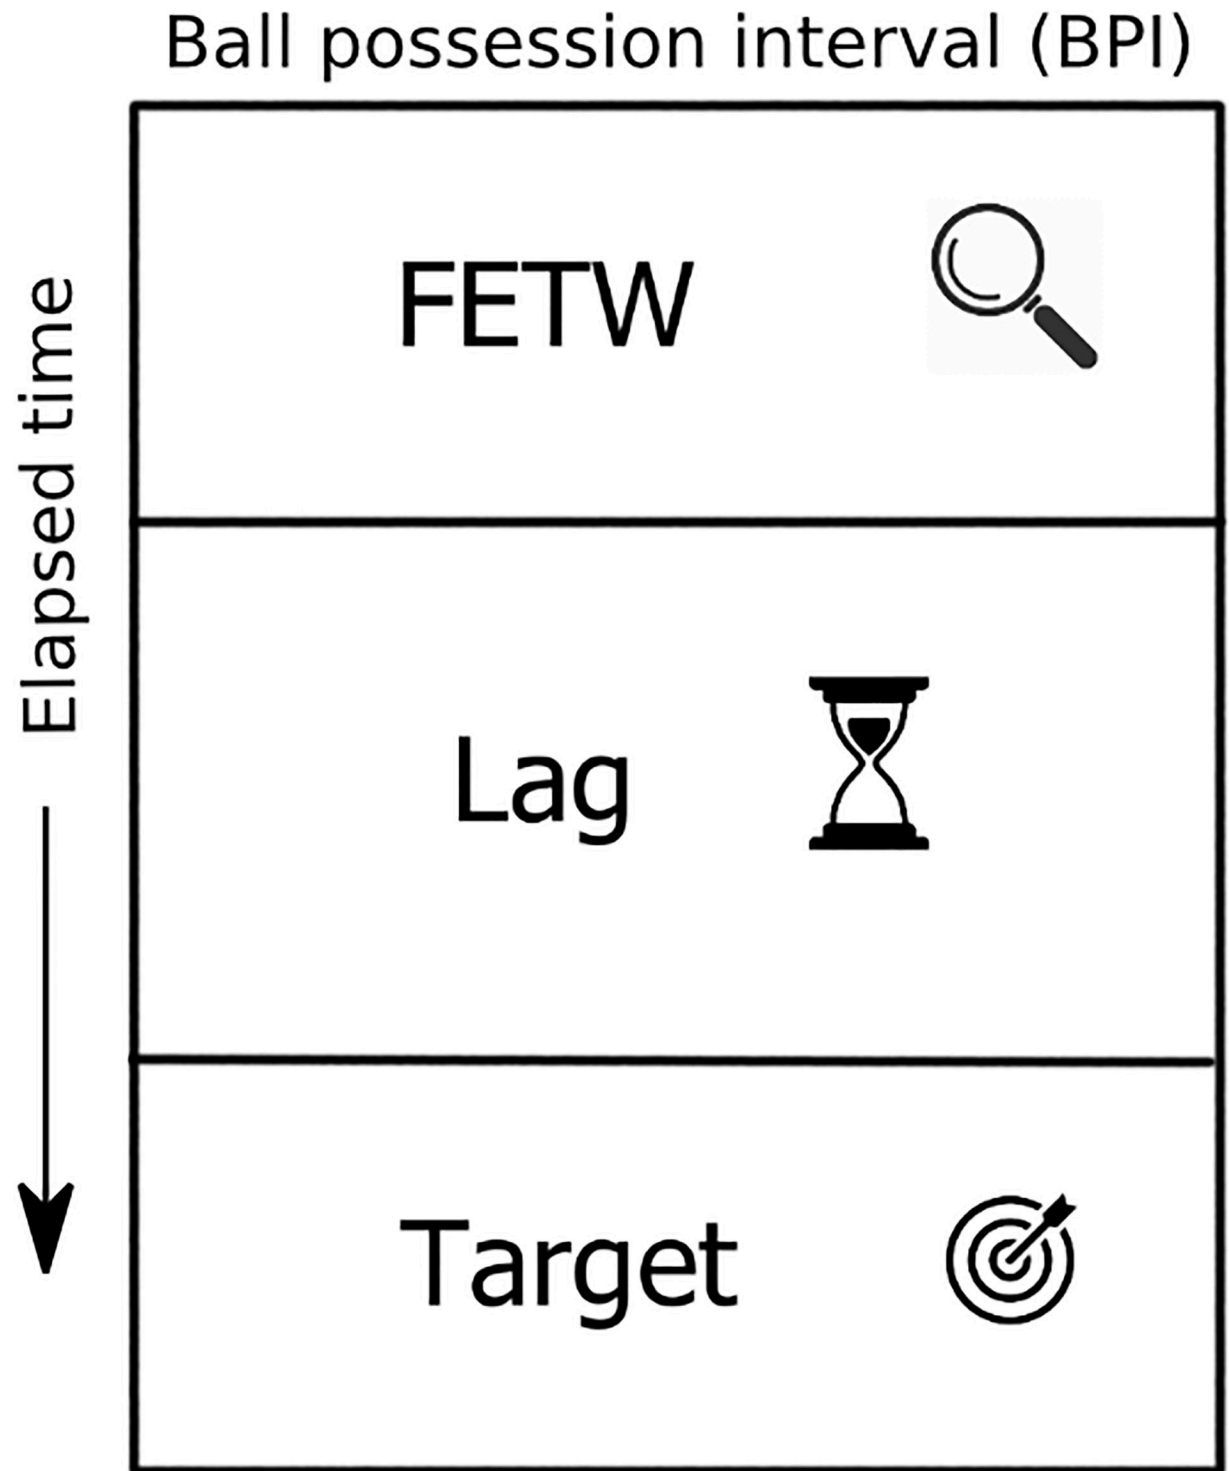 Ball possession interval (BPI)
Elapsed time
FETW
Lag
Target